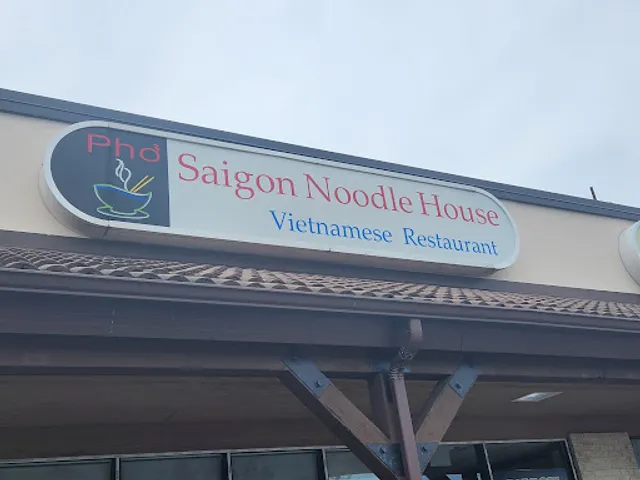 Phở
Saigon Noodle House
Vietnamese Restaurant